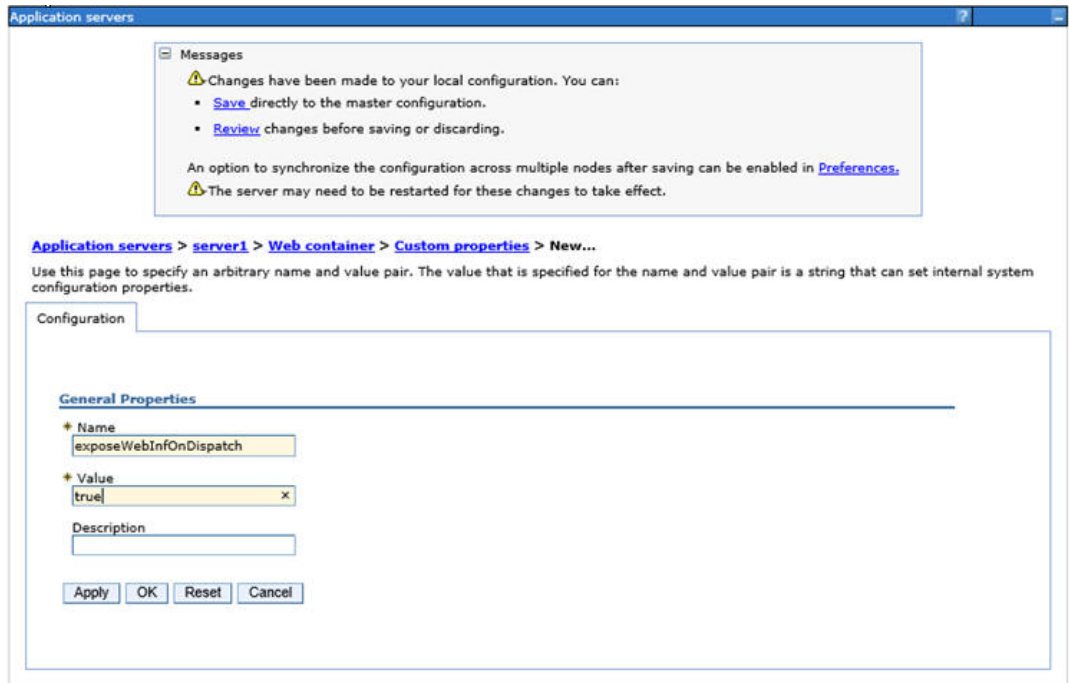 Application servers
?
Messages
Changes have been made to your local configuration. You can:
▪ Save directly to the master configuration.
▪ Review changes before saving or discarding.
An option to synchronize the configuration across multiple nodes after saving can be enabled in Preferences.
The server may need to be restarted for these changes to take effect.
Application servers > server1 > Web container > Custom properties > New...
Use this page to specify an arbitrary name and value pair. The value that is specified for the name and value pair is a string that can set internal system
configuration properties.
Configuration
General Properties
Name
exposeWebInfOnDispatch
Value
true
Description
Apply OK Reset Cancel